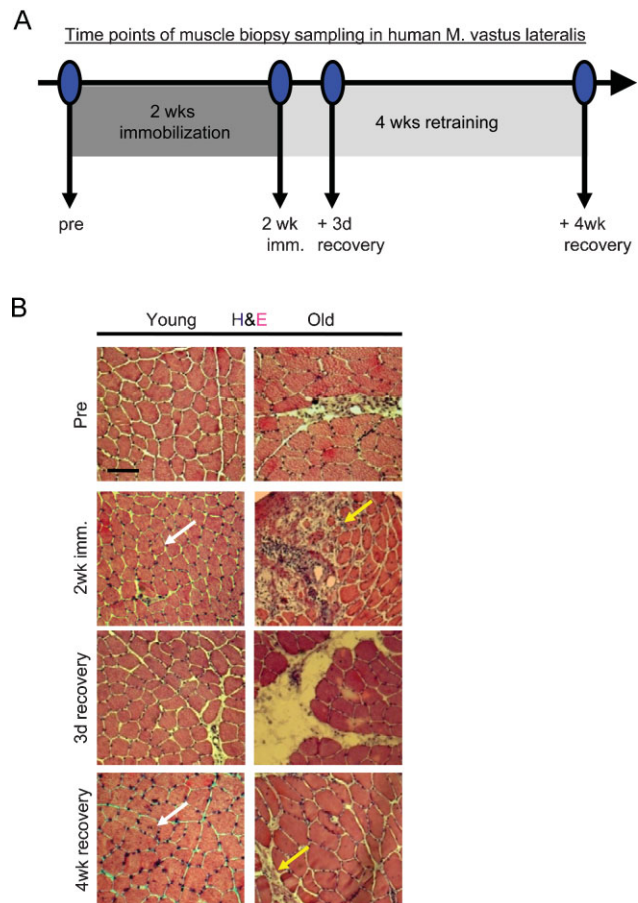 A
Time points of muscle biopsy sampling in human M. vastus lateralis
2 wks
immobilization
4 wks retraining
pre
2 wk
imm.
+ 3d
recovery
+ 4wk
recovery
B
Young H&E Old
Pre
2wk imm.
3d recovery
4wk recovery